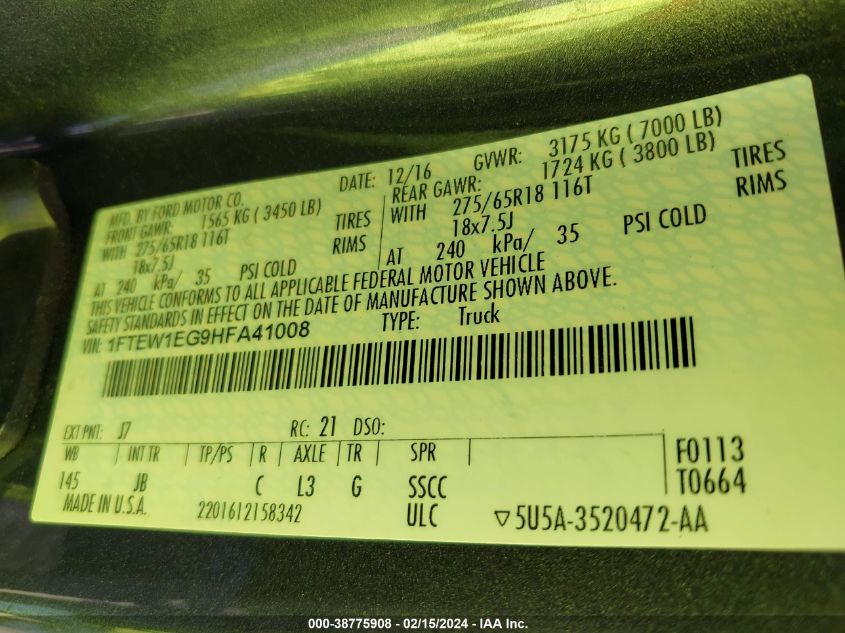 MFD. BY FORD MOTOR CO. DATE: 12/16 GVWR: 3175 KG ( 7000 LB)
FRONT GAWR: 1565 KG ( 3450 LB) REAR GAWR: 1724 KG ( 3800 LB)
WITH 275/65R18 116T TIRES WITH 275/65R18 116T TIRES
18x7.5J RIMS 18x7.5J RIMS
AT 240 kPa/ 35 PSI COLD AT 240 kPa/ 35 PSI COLD
THIS VEHICLE CONFORMS TO ALL APPLICABLE FEDERAL MOTOR VEHICLE
SAFETY STANDARDS IN EFFECT ON THE DATE OF MANUFACTURE SHOWN ABOVE.
VIN: 1FTEW1EG9HFA41008 TYPE: Truck
EXT PNT: J7 RC: 21 DSO:
WB INT TR TP/PS R AXLE TR SPR F0113
145 JB C L3 G SSCC T0664
MADE IN U.S.A. 2201612158342 ULC ▽5U5A-3520472-AA
000-38775908 - 02/15/2024 - IAA Inc.